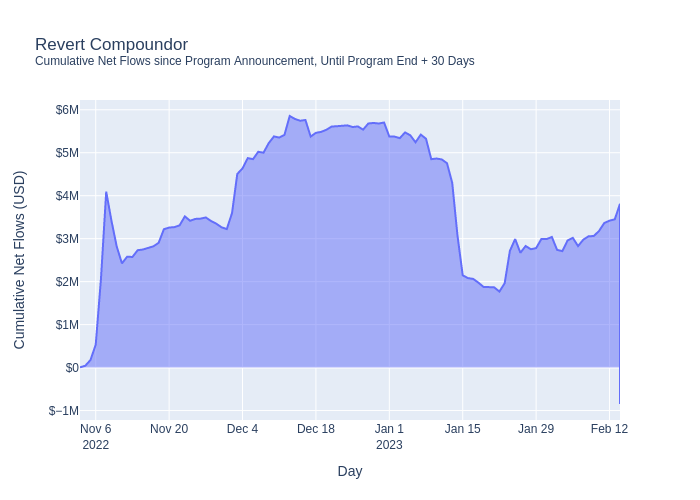 Revert Compoundor
Cumulative Net Flows since Program Announcement, Until Program End + 30 Days
Cumulative Net Flows (USD)
$6M
$5M
$4M
$3M
$2M
$1M
$0
$−1M
Nov 6
2022
Nov 20
Dec 4
Dec 18
Jan 1
2023
Jan 15
Jan 29
Feb 12
Day